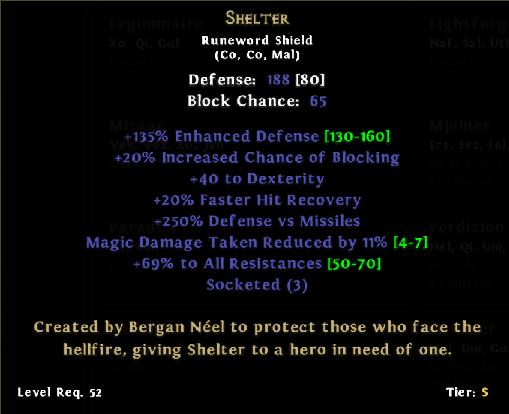 Shelter
Runeword Shield
(Co, Co, Mal)
Defense: 188 [80]
Block Chance: 65
+135% Enhanced Defense [130-160]
+20% Increased Chance of Blocking
+40 to Dexterity
+20% Faster Hit Recovery
+250% Defense vs Missiles
Magic Damage Taken Reduced by 11% [4-7]
+69% to All Resistances [50-70]
Socketed (3)
Created by Bergan Néel to protect those who face the
hellfire, giving Shelter to a hero in need of one.
Level Req. 52 Tier: S